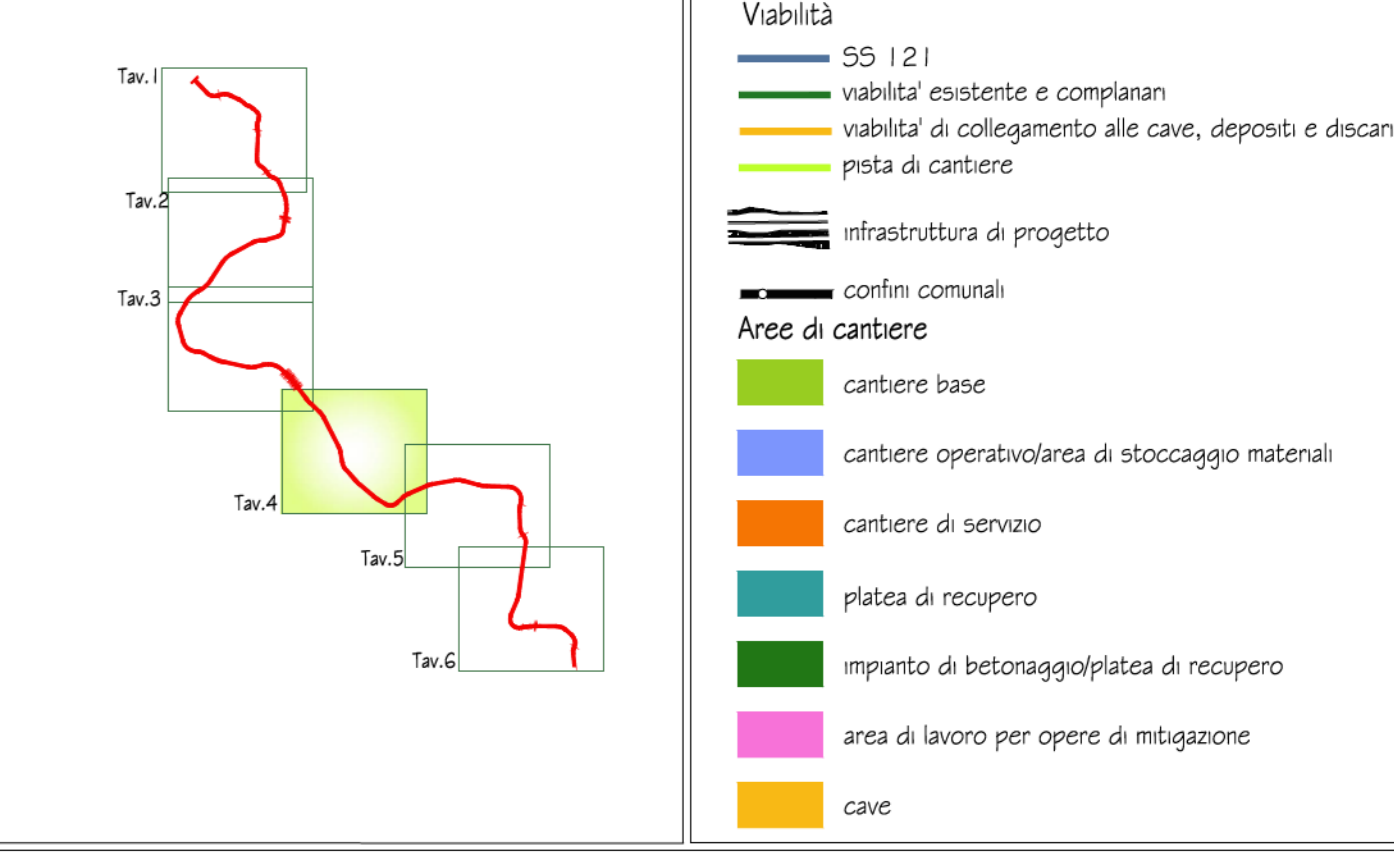 Tav.1
Tav.2
Tav.3
Tav.4
Tav.5
Tav.6
Viabilità
SS 121
viabilita' esistente e complanari
viabilita' di collegamento alle cave, depositi e discari
pista di cantiere
infrastruttura di progetto
confini comunali
Aree di cantiere
cantiere base
cantiere operativo/area di stoccaggio materiali
cantiere di servizio
platea di recupero
impianto di betonaggio/platea di recupero
area di lavoro per opere di mitigazione
cave